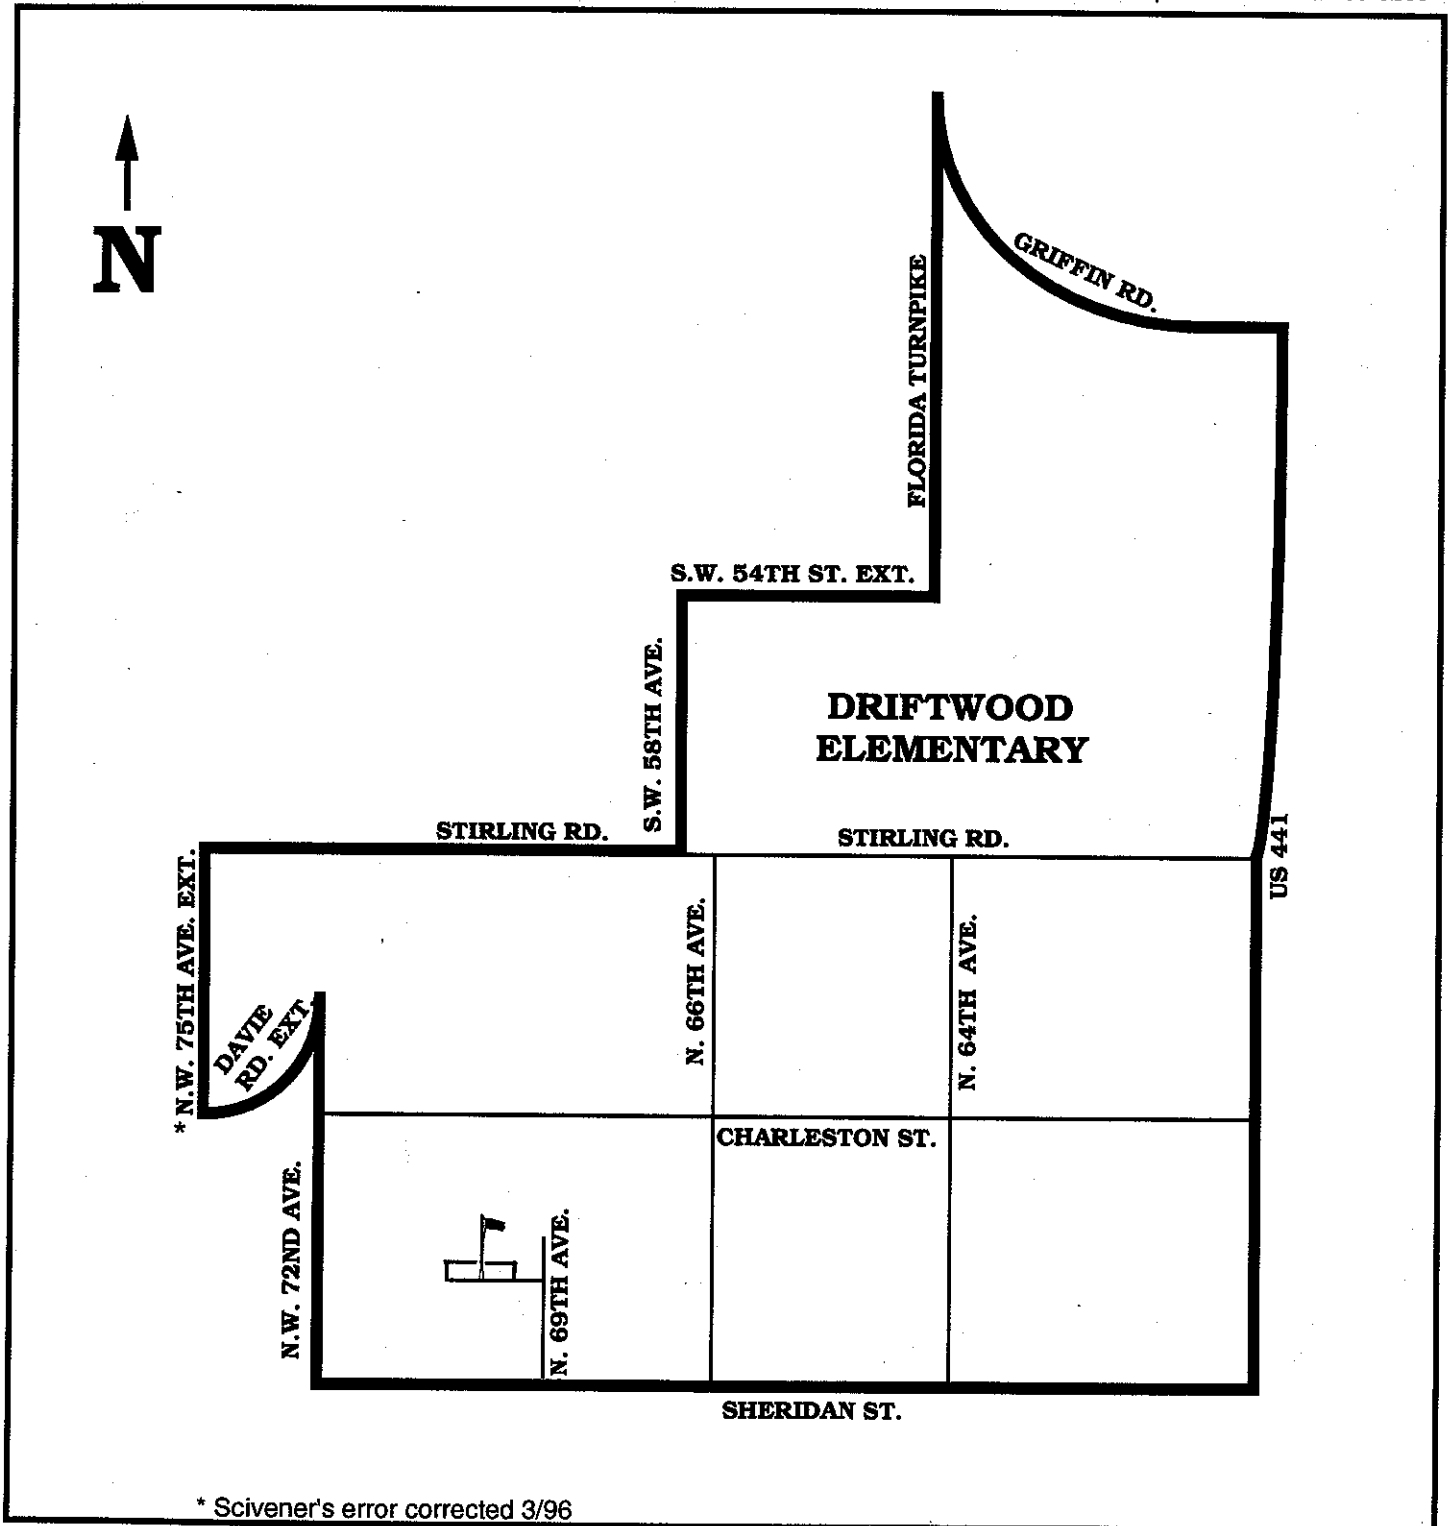 N
GRIFFIN RD.
FLORIDA TURNPIKE
S.W. 54TH ST. EXT.
S.W. 58TH AVE.
DRIFTWOOD
ELEMENTARY
STIRLING RD.
STIRLING RD.
US 441
* N.W. 75TH AVE. EXT.
DAVIE
RD. EXT.
N. 66TH AVE.
N. 64TH AVE.
CHARLESTON ST.
N.W. 72ND AVE.
N. 69TH AVE.
SHERIDAN ST.
* Scivener's error corrected 3/96